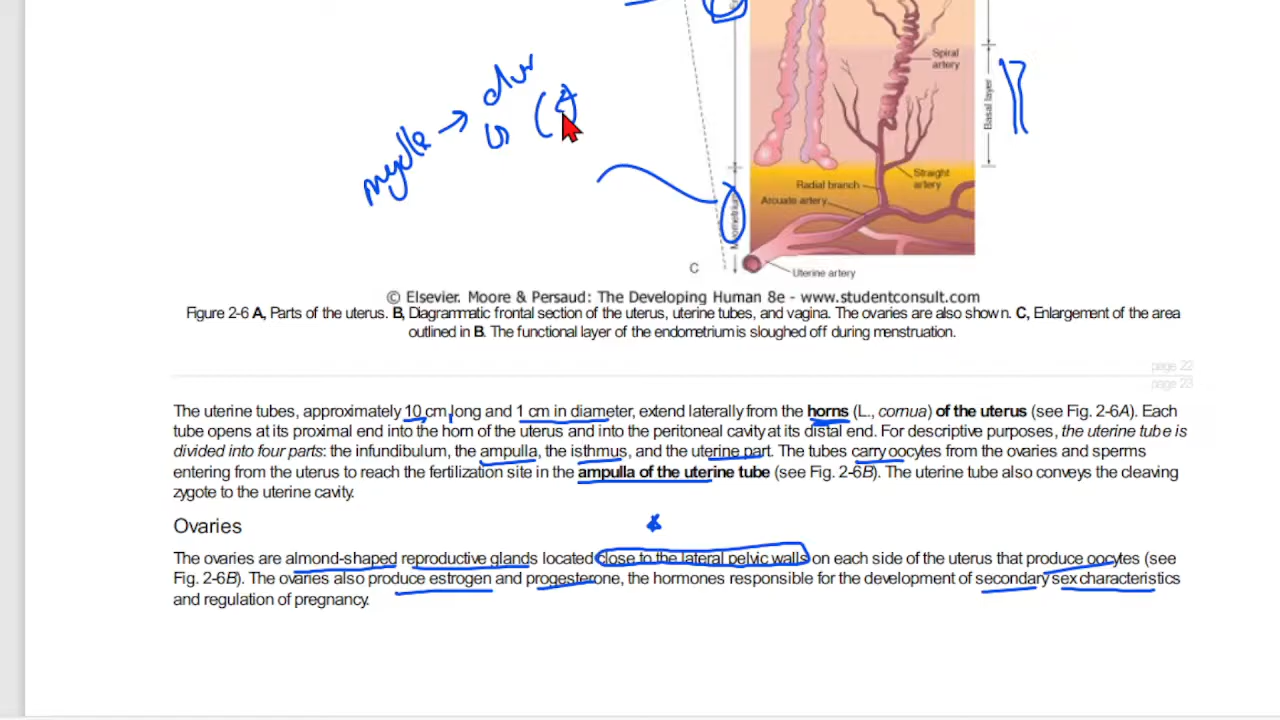 Spiral
artery
Basal layer
Straight
artery
Radial branch
Arcuate artery
Myometrium
C
Uterine artery
© Elsevier. Moore & Persaud: The Developing Human 8e - www.studentconsult.com
Figure 2-6 A, Parts of the uterus. B, Diagrammatic frontal section of the uterus, uterine tubes, and vagina. The ovaries are also shown. C, Enlargement of the area
outlined in B. The functional layer of the endometrium is sloughed off during menstruation.
page 22
page 23
The uterine tubes, approximately 10 cm long and 1 cm in diameter, extend laterally from the horns (L., cornua) of the uterus (see Fig. 2-6A). Each
tube opens at its proximal end into the horn of the uterus and into the peritoneal cavity at its distal end. For descriptive purposes, the uterine tube is
divided into four parts: the infundibulum, the ampulla, the isthmus, and the uterine part. The tubes carry oocytes from the ovaries and sperms
entering from the uterus to reach the fertilization site in the ampulla of the uterine tube (see Fig. 2-6B). The uterine tube also conveys the cleaving
zygote to the uterine cavity.
Ovaries
The ovaries are almond-shaped reproductive glands located close to the lateral pelvic walls on each side of the uterus that produce oocytes (see
Fig. 2-6B). The ovaries also produce estrogen and progesterone, the hormones responsible for the development of secondary sex characteristics
and regulation of pregnancy.